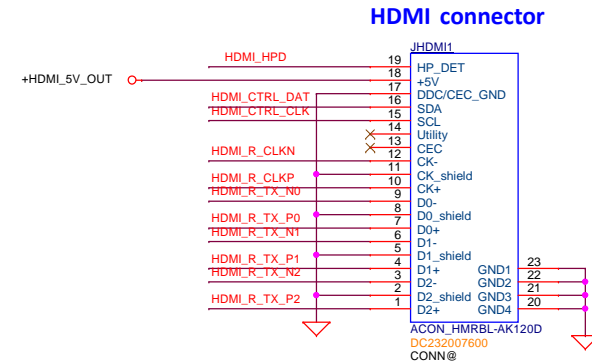 HDMI connector
JHDMI1
HDMI_HPD 19 HP_DET
+HDMI_5V_OUT 18 +5V
17 DDC/CEC_GND
HDMI_CTRL_DAT 16 SDA
HDMI_CTRL_CLK 15 SCL
14 Utility
13 CEC
HDMI_R_CLKN 12 CK-
11 CK_shield
HDMI_R_CLKP 10 CK+
HDMI_R_TX_N0 9 D0-
8 D0_shield
HDMI_R_TX_P0 7 D0+
HDMI_R_TX_N1 6 D1-
5 D1_shield
HDMI_R_TX_P1 4 D1+ GND1 23
HDMI_R_TX_N2 3 D2- GND2 22
2 D2_shield GND3 21
HDMI_R_TX_P2 1 D2+ GND4 20
ACON_HMRBL-AK120D
DC232007600
CONN@